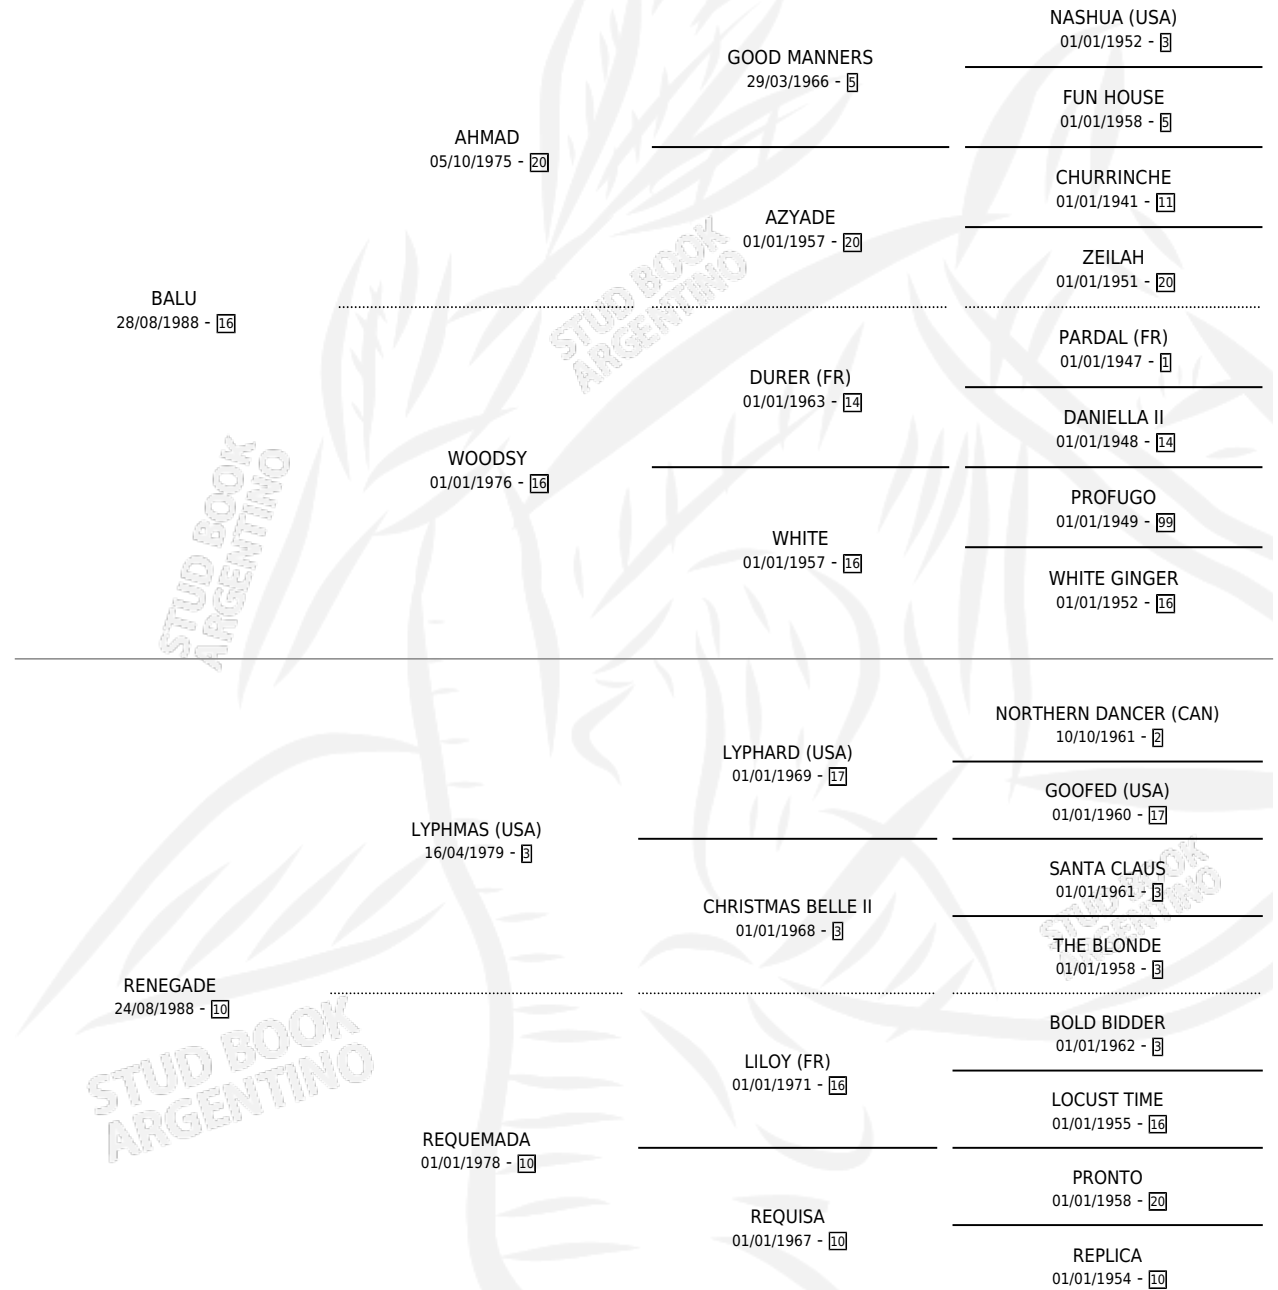 NASHUA (USA)
01/01/1952 - 3
GOOD MANNERS
29/03/1966 - 5
FUN HOUSE
01/01/1958 - 5
AHMAD
05/10/1975 - 20
CHURRINCHE
01/01/1941 - 11
AZYADE
01/01/1957 - 20
ZEILAH
01/01/1951 - 20
BALU
28/08/1988 - 16
STUD BOOK
ARGENTINO
PARDAL (FR)
01/01/1947 - 1
DURER (FR)
01/01/1963 - 14
DANIELLA II
01/01/1948 - 14
WOODSY
01/01/1976 - 16
PROFUGO
01/01/1949 - 99
WHITE
01/01/1957 - 16
WHITE GINGER
01/01/1952 - 16
STUD BOOK
ARGENTINO
NORTHERN DANCER (CAN)
10/10/1961 - 2
LYPHARD (USA)
01/01/1969 - 17
GOOFED (USA)
01/01/1960 - 17
LYPHMAS (USA)
16/04/1979 - 3
SANTA CLAUS
01/01/1961 - 3
CHRISTMAS BELLE II
01/01/1968 - 3
THE BLONDE
01/01/1958 - 3
STUD BOOK
ARGENTINO
RENEGADE
24/08/1988 - 10
BOLD BIDDER
01/01/1962 - 3
LILOY (FR)
01/01/1971 - 16
LOCUST TIME
01/01/1955 - 16
STUD BOOK
ARGENTINO
REQUEMADA
01/01/1978 - 10
PRONTO
01/01/1958 - 20
REQUISA
01/01/1967 - 10
REPLICA
01/01/1954 - 10